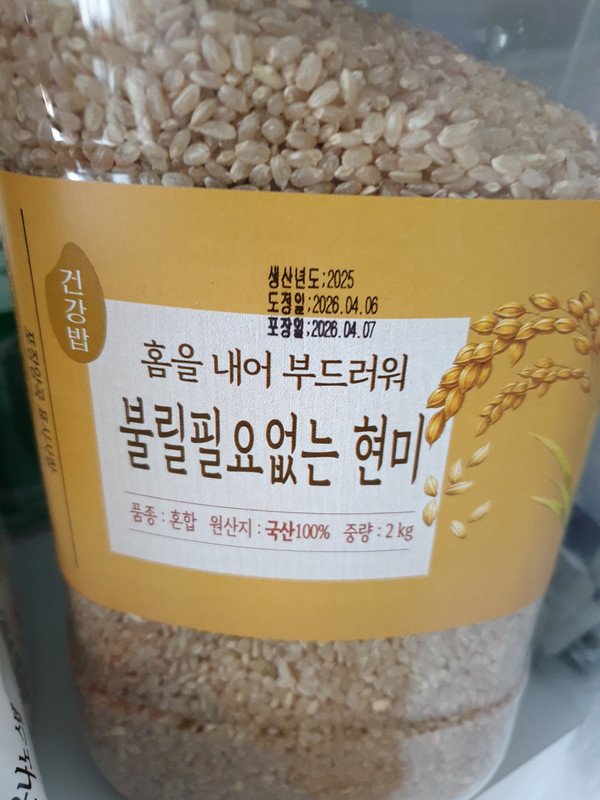 건강밥
생산년도;2025
도정일;2026.04.06
포장일;2026.04.07
홈을 내어 부드러워
불릴필요없는 현미
품종 : 혼합 원산지 : 국산100% 중량 : 2 kg